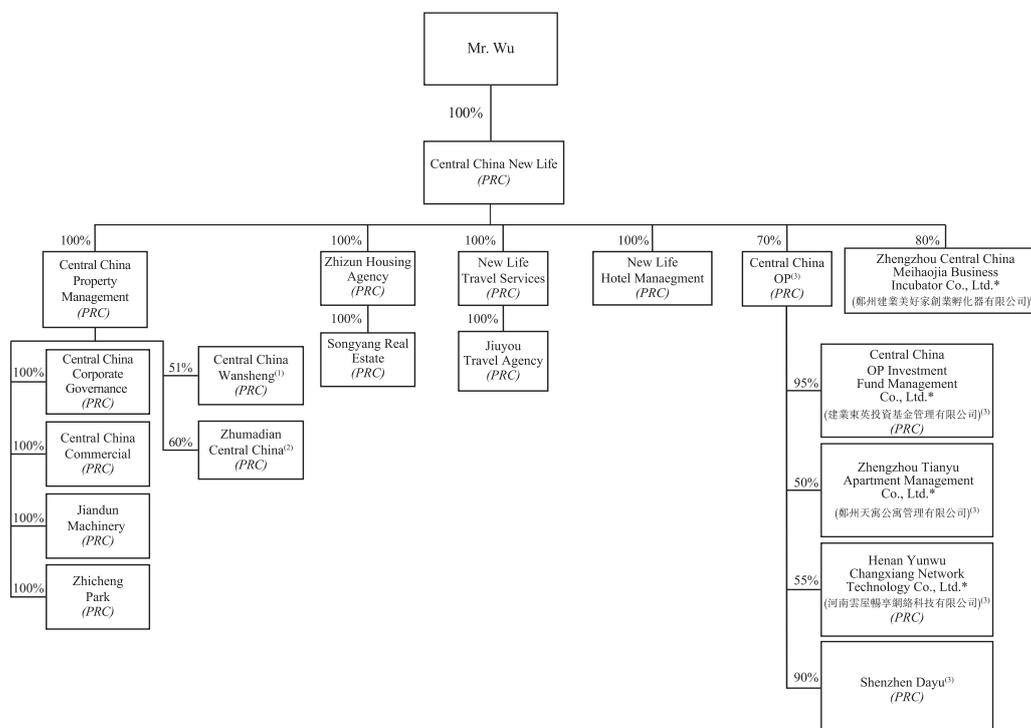 Mr. Wu
100%
Central China New Life
(PRC)
100%
100%
100%
100%
70%
80%
Central China
Property
Management
(PRC)
Zhizun Housing
Agency
(PRC)
New Life
Travel Services
(PRC)
New Life
Hotel Managment
(PRC)
Central China
OP(3)
(PRC)
Zhengzhou Central China
Meihaojia Business
Incubator Co., Ltd.*
(鄭州建業美好家創業孵化器有限公司)
100%
Songyang Real
Estate
(PRC)
100%
Jiuyou
Travel Agency
(PRC)
100%
Central China
Corporate
Governance
(PRC)
51%
Central China
Wansheng(1)
(PRC)
100%
Central China
Commercial
(PRC)
60%
Zhumadian
Central China(2)
(PRC)
100%
Jiandun
Machinery
(PRC)
100%
Zhicheng
Park
(PRC)
95%
Central China
OP Investment
Fund Management
Co., Ltd.*
(建業東英投資基金管理有限公司)(3)
(PRC)
50%
Zhengzhou Tianyu
Apartment Management
Co., Ltd.*
(鄭州天寓公寓管理有限公司)(3)
55%
Henan Yunwu
Changxiang Network
Technology Co., Ltd.*
(河南雲屋暢享網絡科技有限公司)(3)
(PRC)
90%
Shenzhen Dayu(3)
(PRC)